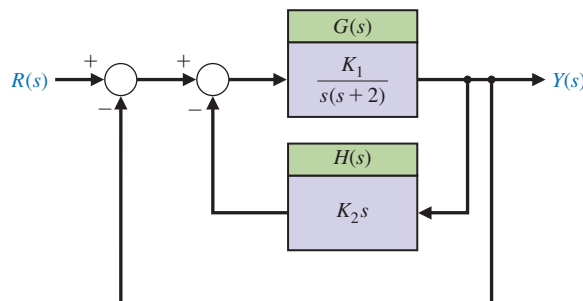 G(s)
R(s) + − + − K₁ / s(s + 2) Y(s)
H(s)
K₂s